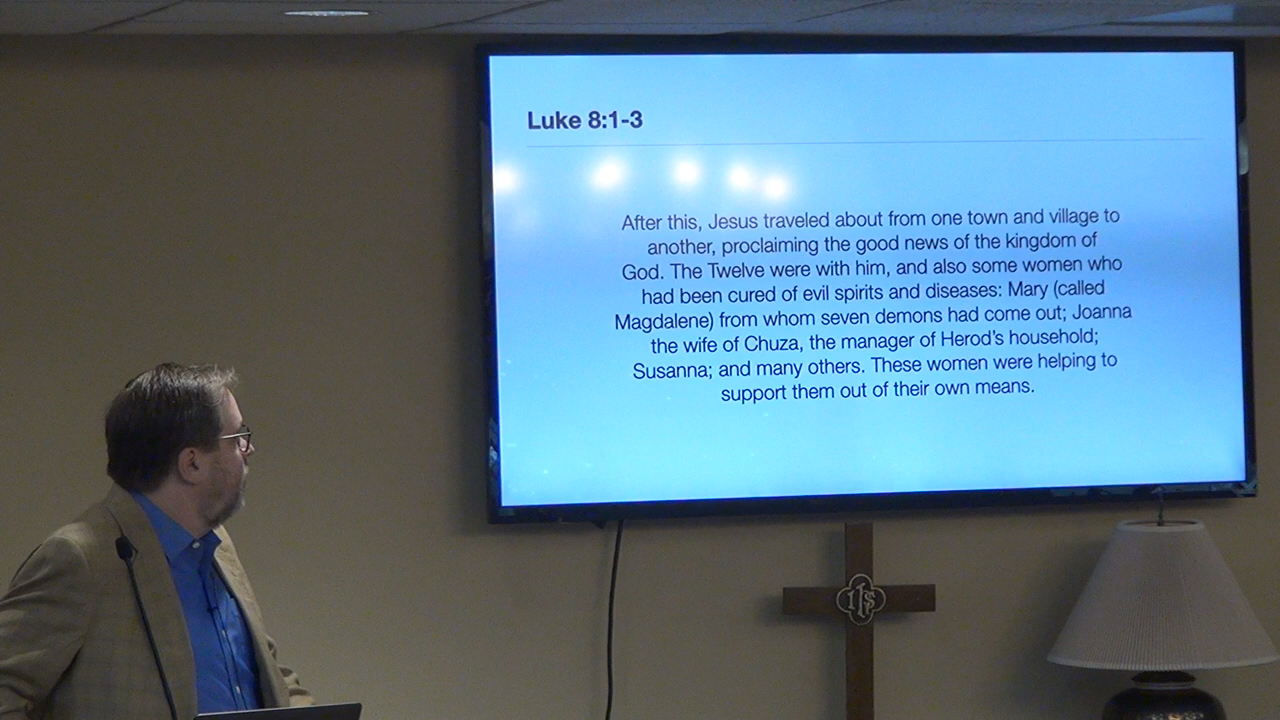 Luke 8:1-3
After this, Jesus traveled about from one town and village to
another, proclaiming the good news of the kingdom of
God. The Twelve were with him, and also some women who
had been cured of evil spirits and diseases: Mary (called
Magdalene) from whom seven demons had come out; Joanna
the wife of Chuza, the manager of Herod's household;
Susanna; and many others. These women were helping to
support them out of their own means.
IHS